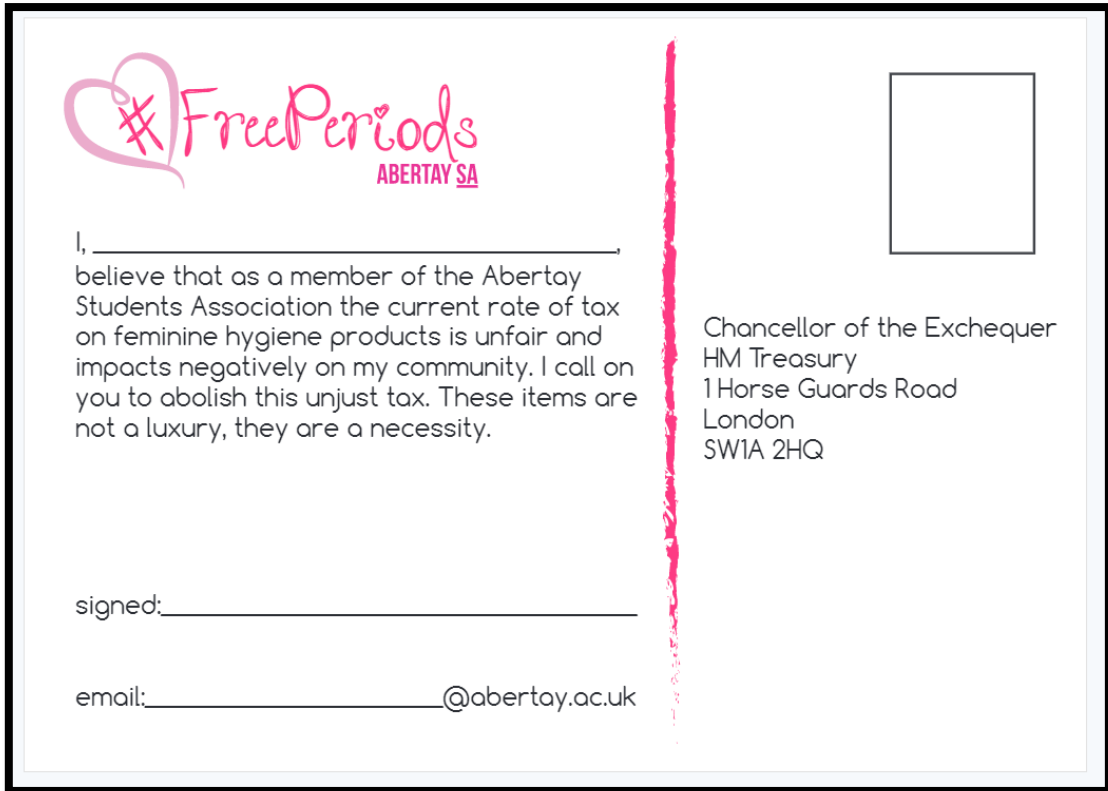 #FreePeriods
ABERTAY SA
I, ,
believe that as a member of the Abertay
Students Association the current rate of tax
on feminine hygiene products is unfair and
impacts negatively on my community. I call on
you to abolish this unjust tax. These items are
not a luxury, they are a necessity.
signed:
email: @abertay.ac.uk
Chancellor of the Exchequer
HM Treasury
1 Horse Guards Road
London
SW1A 2HQ